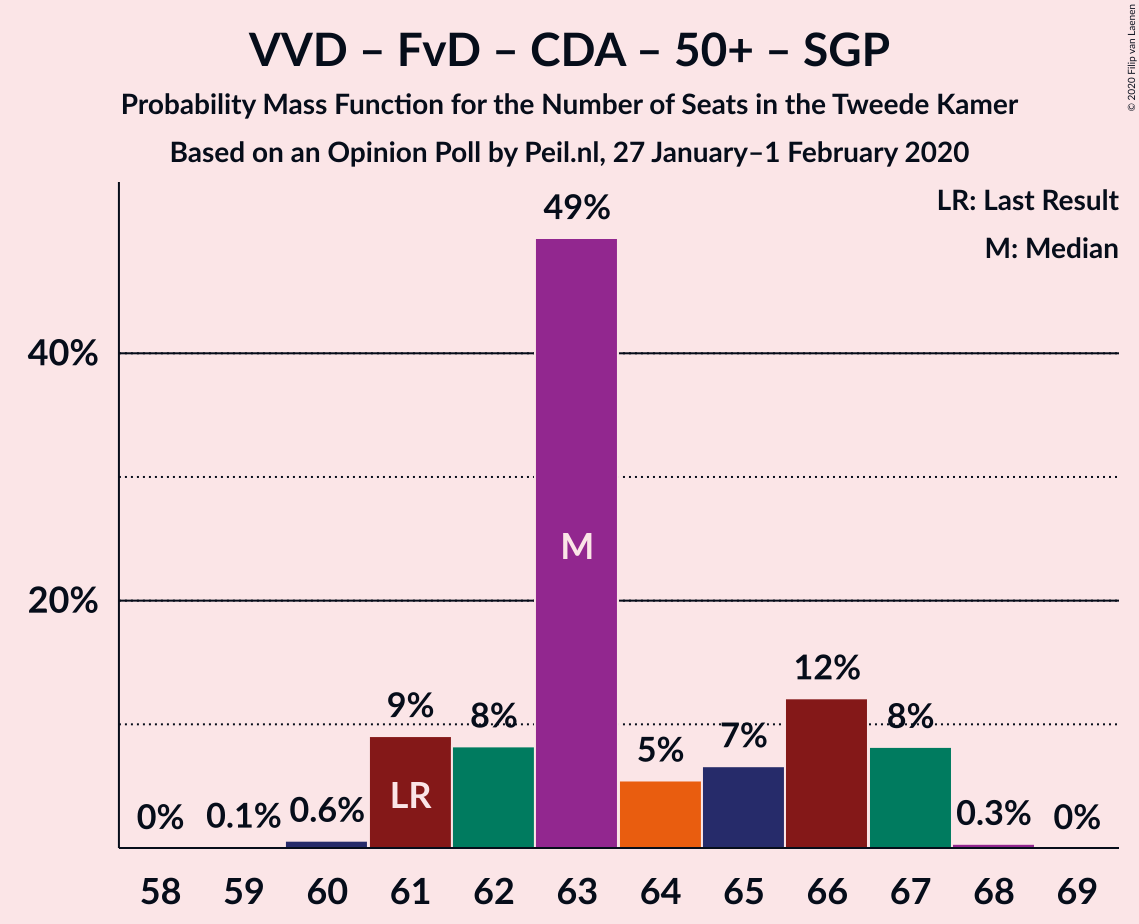 VVD – FvD – CDA – 50+ – SGP
Probability Mass Function for the Number of Seats in the Tweede Kamer
Based on an Opinion Poll by Peil.nl, 27 January–1 February 2020
© 2020 Filip van Laenen
LR: Last Result
M: Median
49%
40%
M
20%
12%
9%
8%
8%
7%
5%
LR
0%
0.1%
0.6%
0.3%
0%
58 59 60 61 62 63 64 65 66 67 68 69